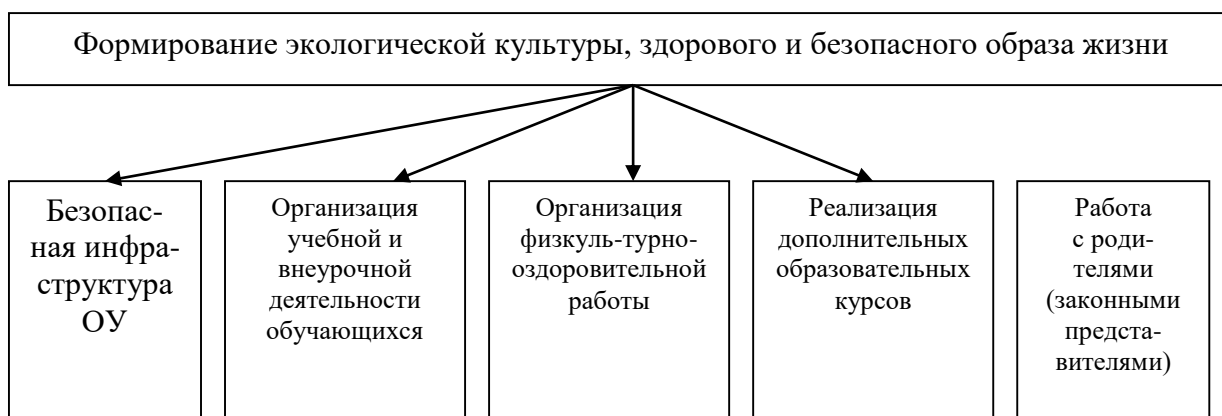 Формирование экологической культуры, здорового и безопасного образа жизни
Безопас-
ная инфра-
структура
ОУ
Организация
учебной и
внеурочной
деятельности
обучающихся
Организация
физкуль-турно-
оздоровительной
работы
Реализация
дополнительных
образовательных
курсов
Работа
с роди-
телями
(законными
предста-
вителями)